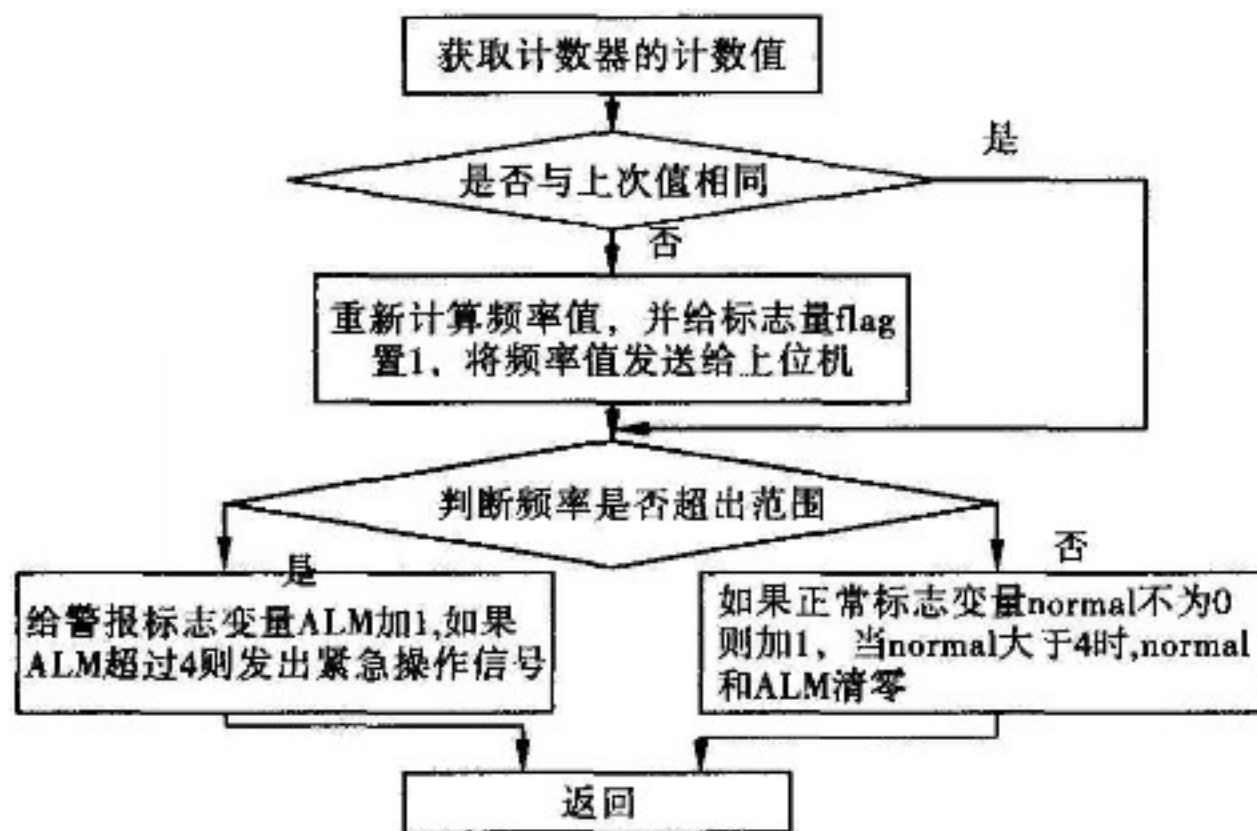 获取计数器的计数值
是
是否与上次值相同
否
重新计算频率值，并给标志量flag
置1，将频率值发送给上位机
判断频率是否超出范围
是
否
给警报标志变量ALM加1,如果
ALM超过4则发出紧急操作信号
如果正常标志变量normal不为0
则加1，当normal大于4时,normal
和ALM清零
返回